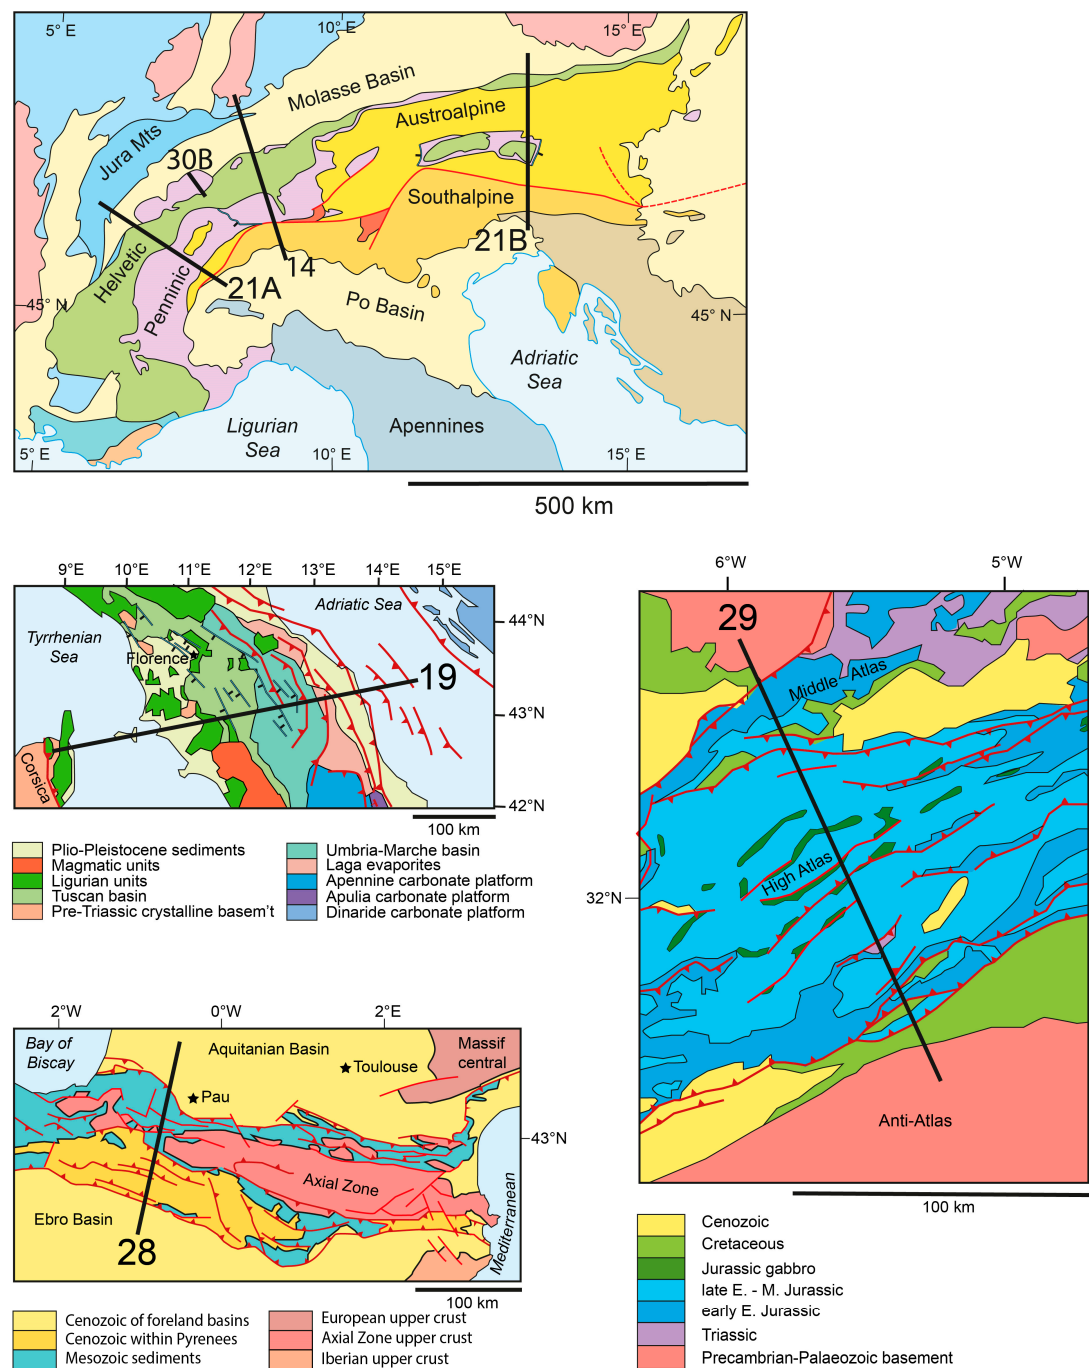 5° E
10° E
15° E
Molasse Basin
Jura Mts
Austroalpine
30B
Southalpine
21B
Helvetic
14
21A
Penninic
45° N
Po Basin
45° N
Adriatic
Sea
Ligurian
Sea
Apennines
5° E
10° E
15° E
500 km
9°E
10°E
11°E
12°E
13°E
14°E
15°E
Adriatic Sea
44°N
Tyrrhenian
Sea
Florence
19
43°N
Corsica
42°N
100 km
Plio-Pleistocene sediments
Magmatic units
Ligurian units
Tuscan basin
Pre-Triassic crystalline basem't
Umbria-Marche basin
Laga evaporites
Apennine carbonate platform
Apulia carbonate platform
Dinaride carbonate platform
2°W
0°W
2°E
Bay of
Biscay
Aquitanian Basin
Massif
central
Toulouse
Pau
43°N
Axial Zone
Ebro Basin
Mediterranean
28
100 km
Cenozoic of foreland basins
Cenozoic within Pyrenees
Mesozoic sediments
European upper crust
Axial Zone upper crust
Iberian upper crust
6°W
5°W
29
Middle Atlas
High Atlas
32°N
Anti-Atlas
100 km
Cenozoic
Cretaceous
Jurassic gabbro
late E. - M. Jurassic
early E. Jurassic
Triassic
Precambrian-Palaeozoic basement